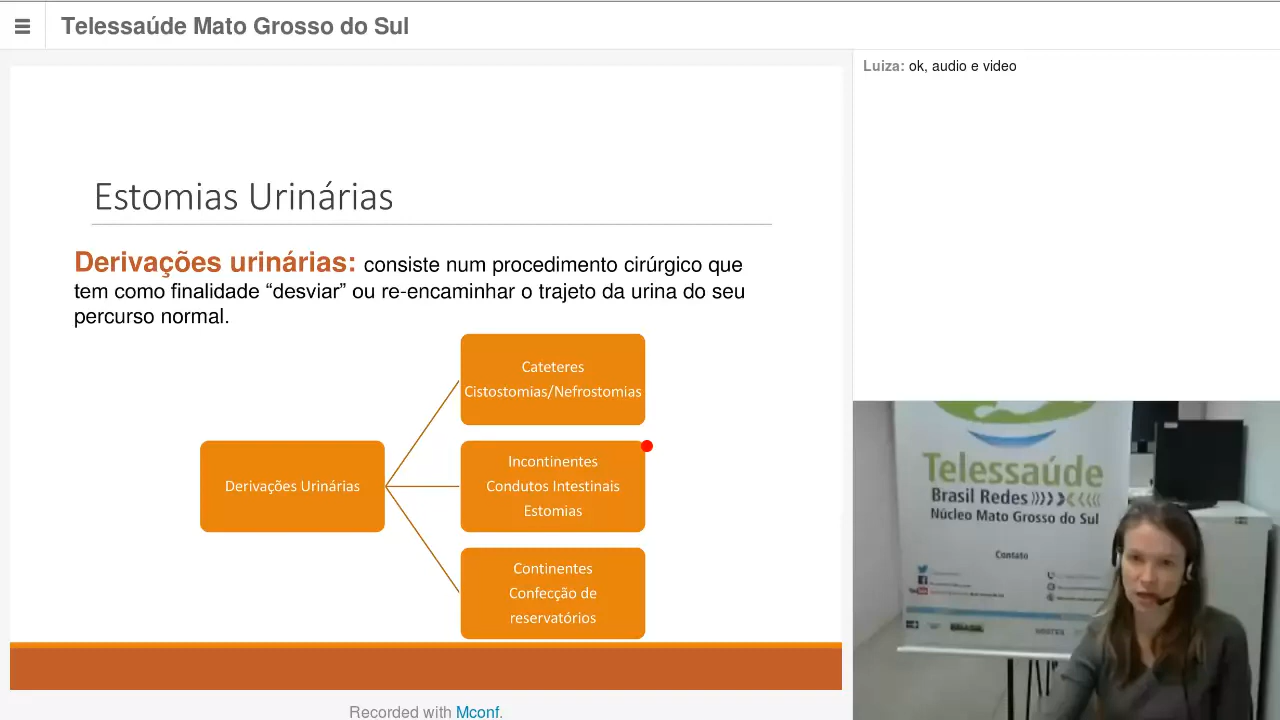 Telessaúde Mato Grosso do Sul
Estomias Urinárias
Derivações urinárias: consiste num procedimento cirúrgico que
tem como finalidade “desviar” ou re-encaminhar o trajeto da urina do seu
percurso normal.
Derivações Urinárias
Cateteres
Cistostomias/Nefrostomias
Incontinentes
Condutos Intestinais
Estomias
Continentes
Confecção de
reservatórios
Recorded with Mconf.
Luiza: ok, audio e video
Telessaúde
Brasil Redes
Núcleo Mato Grosso do Sul
Contato